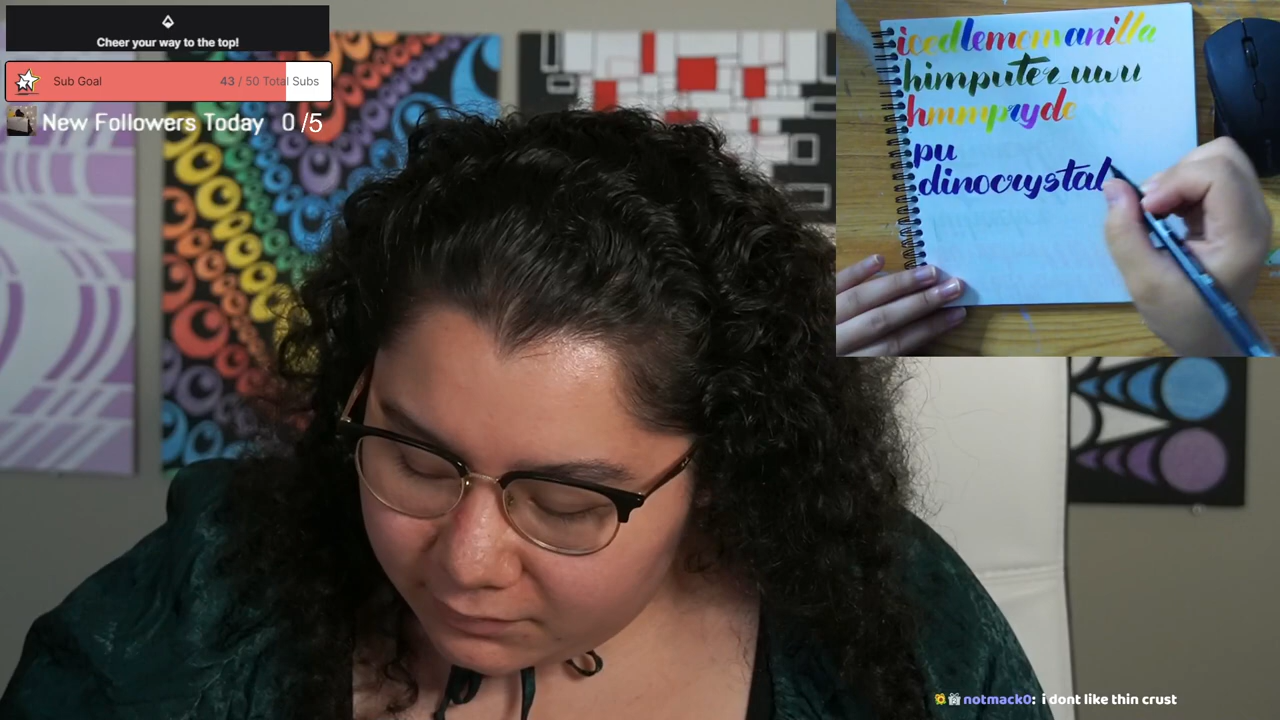 Cheer your way to the top!
Sub Goal 43 / 50 Total Subs
New Followers Today 0 /5
icedlemonvanilla
himputer_uwu
hmmpryde
pu
dinocrystal
notmack0: i dont like thin crust